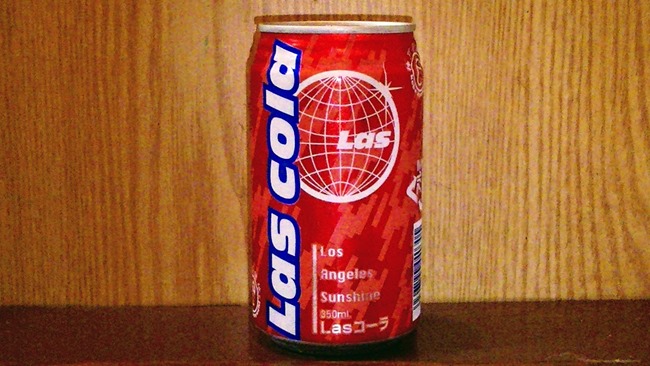 Las cola
Las
Los
Angeles
Sunshine
350ml
Lasコーラ